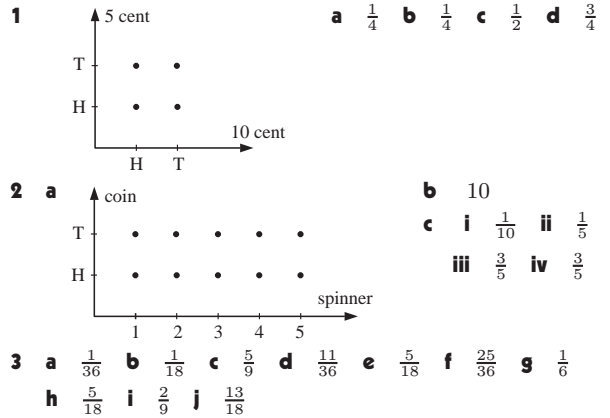 1 5 cent a 1/4 b 1/4 c 1/2 d 3/4
T
H
10 cent
H T
2 a coin b 10
T c i 1/10 ii 1/5
H iii 3/5 iv 3/5
spinner
1 2 3 4 5
3 a 1/36 b 1/18 c 5/9 d 11/36 e 5/18 f 25/36 g 1/6
h 5/18 i 2/9 j 13/18